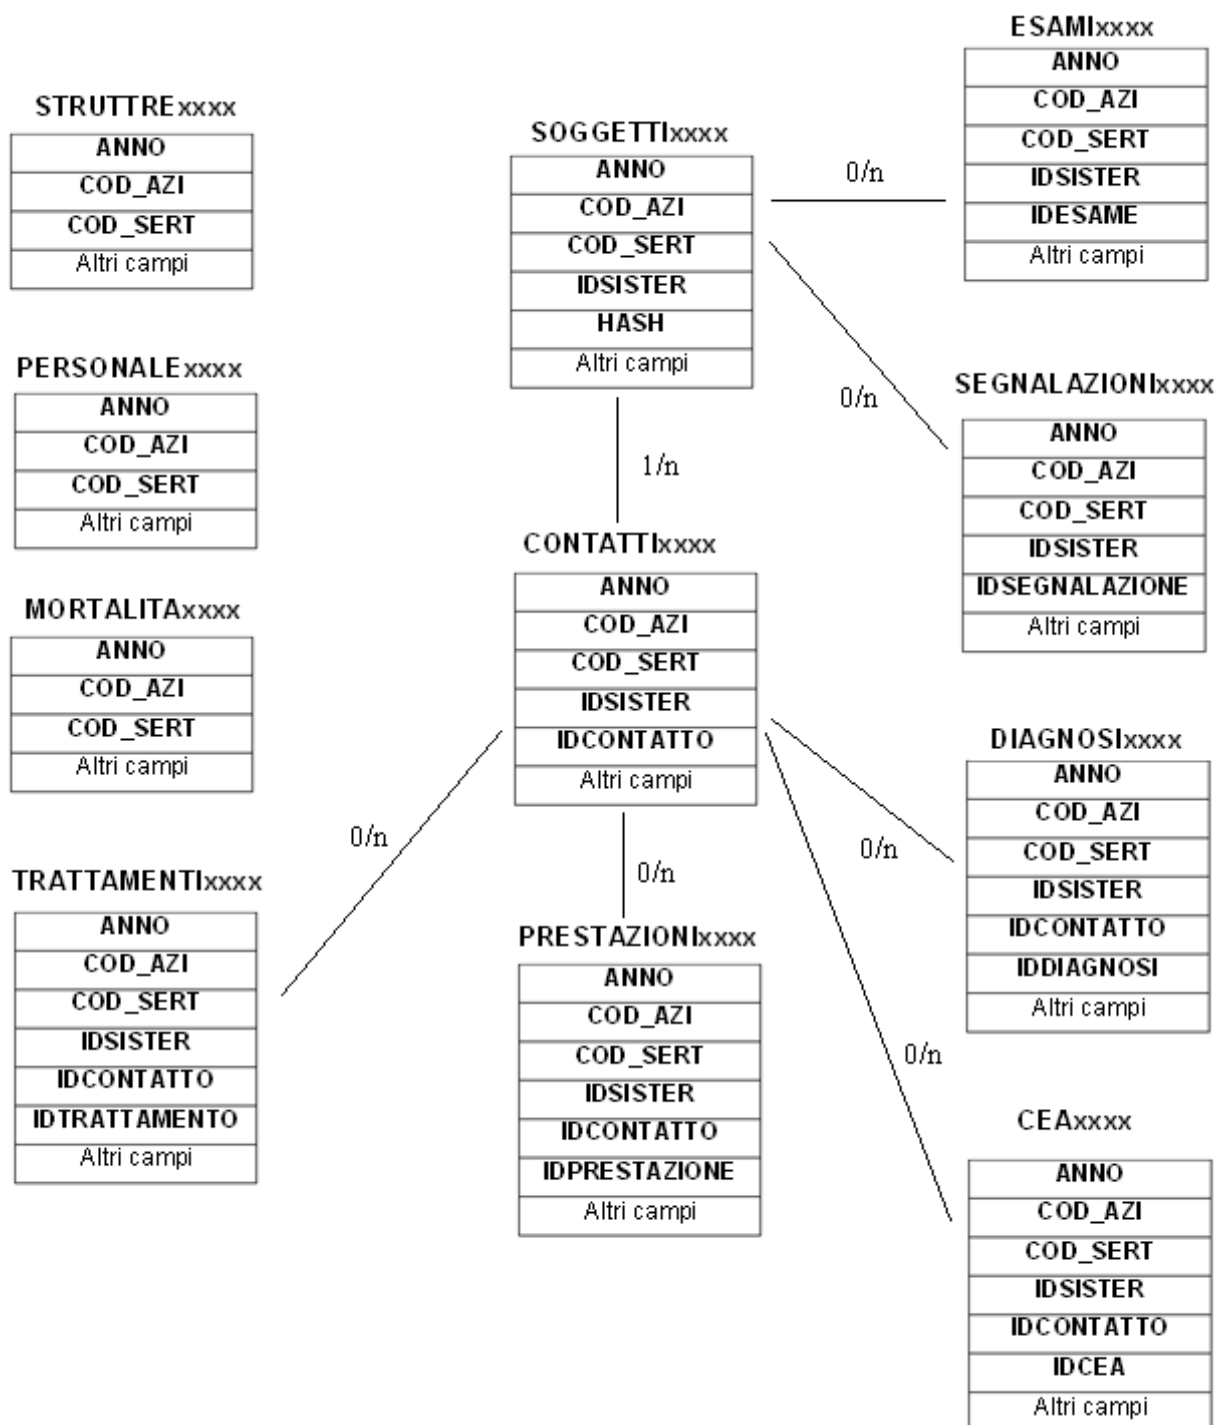 STRUTTRExxxx
ANNO
COD_AZI
COD_SERT
Altri campi
PERSONALExxxx
ANNO
COD_AZI
COD_SERT
Altri campi
MORTALITAxxxx
ANNO
COD_AZI
COD_SERT
Altri campi
TRATTAMENTIxxxx
ANNO
COD_AZI
COD_SERT
IDSISTER
IDCONTATTO
IDTRATTAMENTO
Altri campi
0/n
SOGGETTIxxxx
ANNO
COD_AZI
COD_SERT
IDSISTER
HASH
Altri campi
1/n
CONTATTIxxxx
ANNO
COD_AZI
COD_SERT
IDSISTER
IDCONTATTO
Altri campi
0/n
PRESTAZIONIxxxx
ANNO
COD_AZI
COD_SERT
IDSISTER
IDCONTATTO
IDPRESTAZIONE
Altri campi
0/n
ESAMIxxxx
ANNO
COD_AZI
COD_SERT
IDSISTER
IDESAME
Altri campi
0/n
SEGNALAZIONIxxxx
ANNO
COD_AZI
COD_SERT
IDSISTER
IDSEGNALAZIONE
Altri campi
0/n
DIAGNOSIxxxx
ANNO
COD_AZI
COD_SERT
IDSISTER
IDCONTATTO
IDDIAGNOSI
Altri campi
0/n
CEAxxxx
ANNO
COD_AZI
COD_SERT
IDSISTER
IDCONTATTO
IDCEA
Altri campi